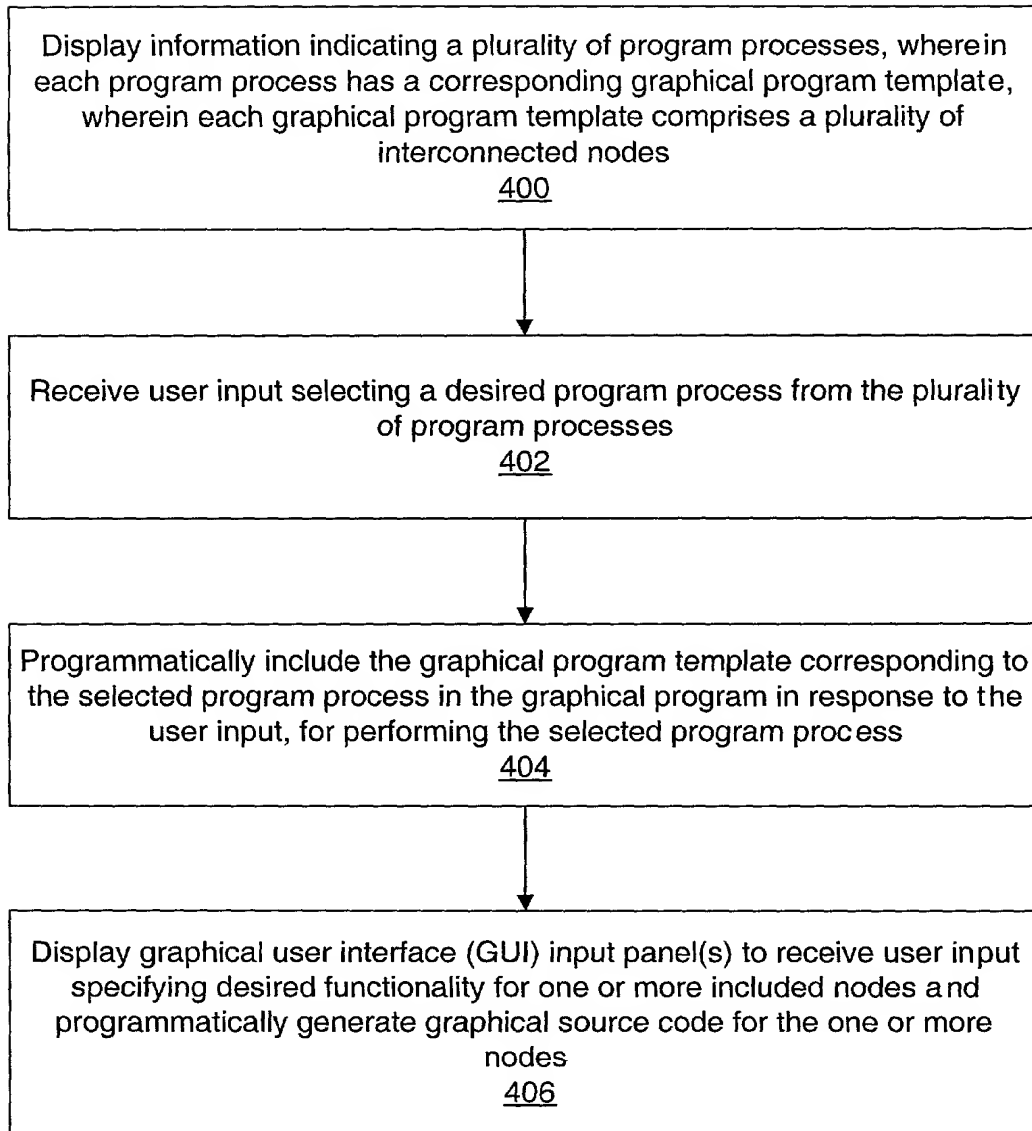 Display information indicating a plurality of program processes, wherein
each program process has a corresponding graphical program template,
wherein each graphical program template comprises a plurality of
interconnected nodes
400
Receive user input selecting a desired program process from the plurality
of program processes
402
Programmatically include the graphical program template corresponding to
the selected program process in the graphical program in response to the
user input, for performing the selected program process
404
Display graphical user interface (GUI) input panel(s) to receive user input
specifying desired functionality for one or more included nodes and
programmatically generate graphical source code for the one or more
nodes
406